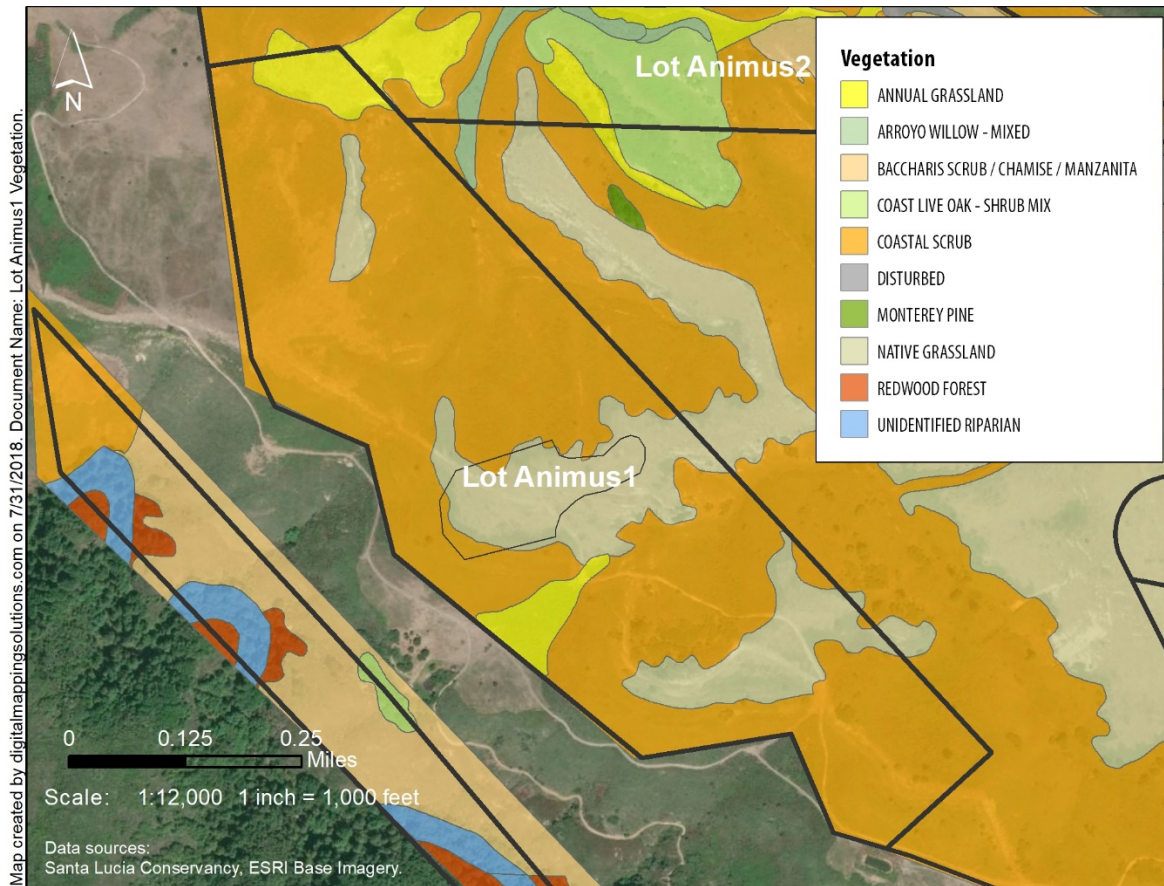 Map created by digitalmappingsolutions.com on 7/31/2018. Document Name: Lot Animus1 Vegetation.
N
Lot Animus2
Vegetation
ANNUAL GRASSLAND
ARROYO WILLOW - MIXED
BACCHARIS SCRUB / CHAMISE / MANZANITA
COAST LIVE OAK - SHRUB MIX
COASTAL SCRUB
DISTURBED
MONTEREY PINE
NATIVE GRASSLAND
REDWOOD FOREST
UNIDENTIFIED RIPARIAN
Lot Animus1
0 0.125 0.25
Miles
Scale: 1:12,000 1 inch = 1,000 feet
Data sources:
Santa Lucia Conservancy, ESRI Base Imagery.